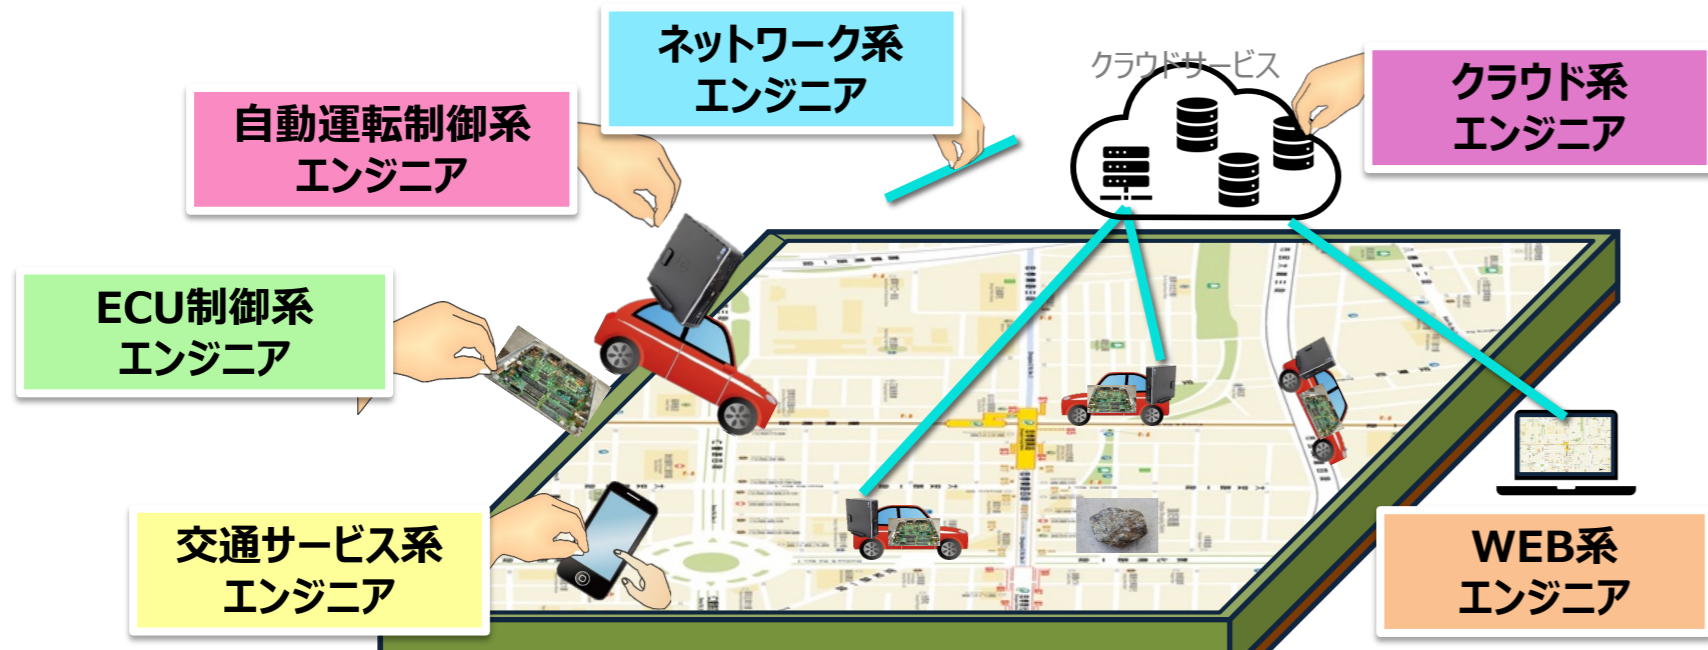 ネットワーク系
エンジニア
クラウドサービス
クラウド系
エンジニア
自動運転制御系
エンジニア
ECU制御系
エンジニア
交通サービス系
エンジニア
WEB系
エンジニア